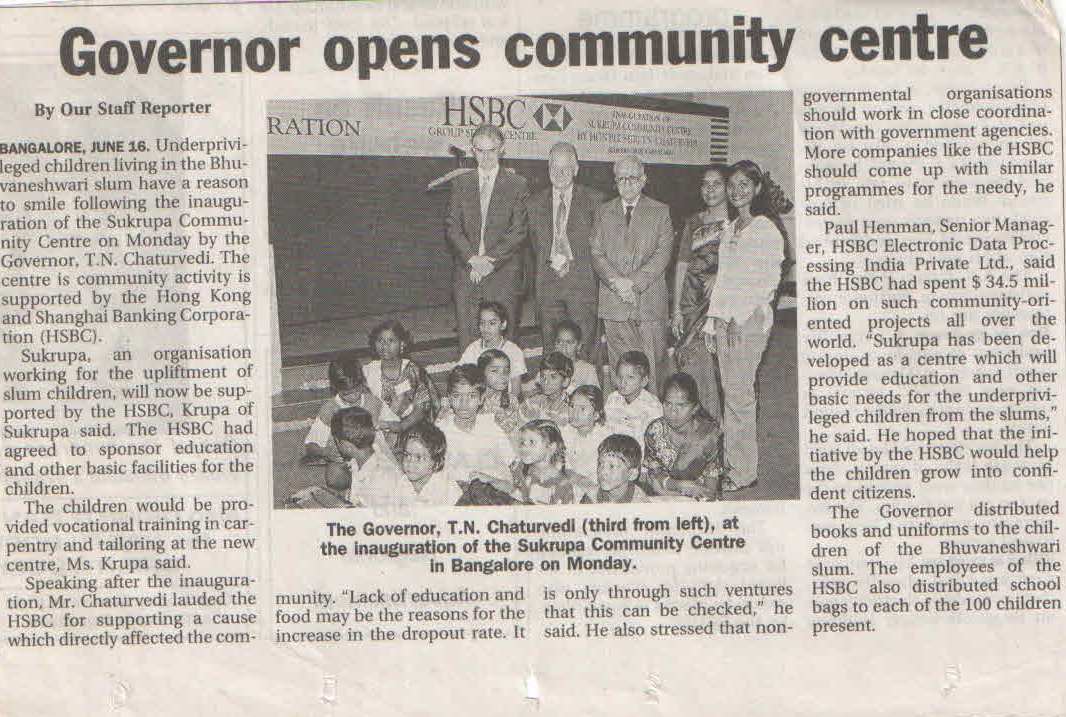 Governor opens community centre
By Our Staff Reporter
BANGALORE, JUNE 16. Underprivi-
leged children living in the Bhu-
vaneshwari slum have a reason
to smile following the inaugu-
ration of the Sukrupa Commu-
nity Centre on Monday by the
Governor, T.N. Chaturvedi. The
centre is community activity is
supported by the Hong Kong
and Shanghai Banking Corpora-
tion (HSBC).
Sukrupa, an organisation
working for the upliftment of
slum children, will now be sup-
ported by the HSBC, Krupa of
Sukrupa said. The HSBC had
agreed to sponsor education
and other basic facilities for the
children.
The children would be pro-
vided vocational training in car-
pentry and tailoring at the new
centre, Ms. Krupa said.
Speaking after the inaugura-
tion, Mr. Chaturvedi lauded the
HSBC for supporting a cause
which directly affected the com-
RATION
HSBC
GROUP SERVICE CENTRE
INAUGURATION OF
SUKRUPA COMMUNITY CENTRE
The Governor, T.N. Chaturvedi (third from left), at
the inauguration of the Sukrupa Community Centre
in Bangalore on Monday.
munity. “Lack of education and
food may be the reasons for the
increase in the dropout rate. It
is only through such ventures
that this can be checked,” he
said. He also stressed that non-
governmental organisations
should work in close coordina-
tion with government agencies.
More companies like the HSBC
should come up with similar
programmes for the needy, he
said.
Paul Henman, Senior Manag-
er, HSBC Electronic Data Proc-
essing India Private Ltd., said
the HSBC had spent $ 34.5 mil-
lion on such community-ori-
ented projects all over the
world. “Sukrupa has been de-
veloped as a centre which will
provide education and other
basic needs for the underprivi-
leged children from the slums,”
he said. He hoped that the ini-
tiative by the HSBC would help
the children grow into confi-
dent citizens.
The Governor distributed
books and uniforms to the chil-
dren of the Bhuvaneshwari
slum. The employees of the
HSBC also distributed school
bags to each of the 100 children
present.